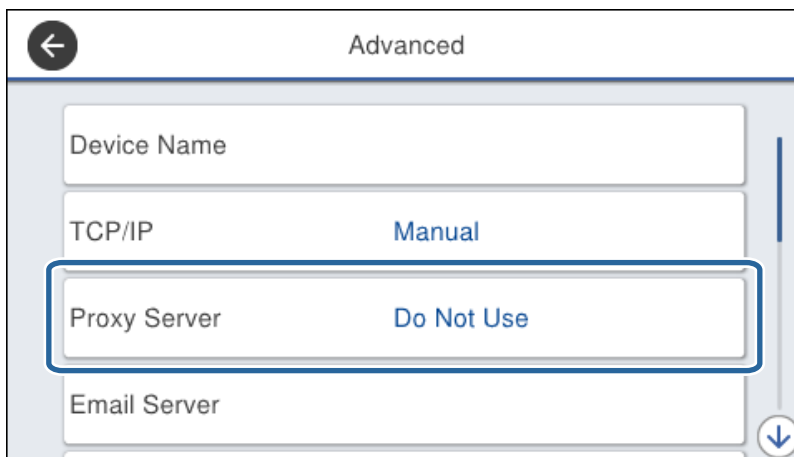 Advanced
Device Name
TCP/IP Manual
Proxy Server Do Not Use
Email Server